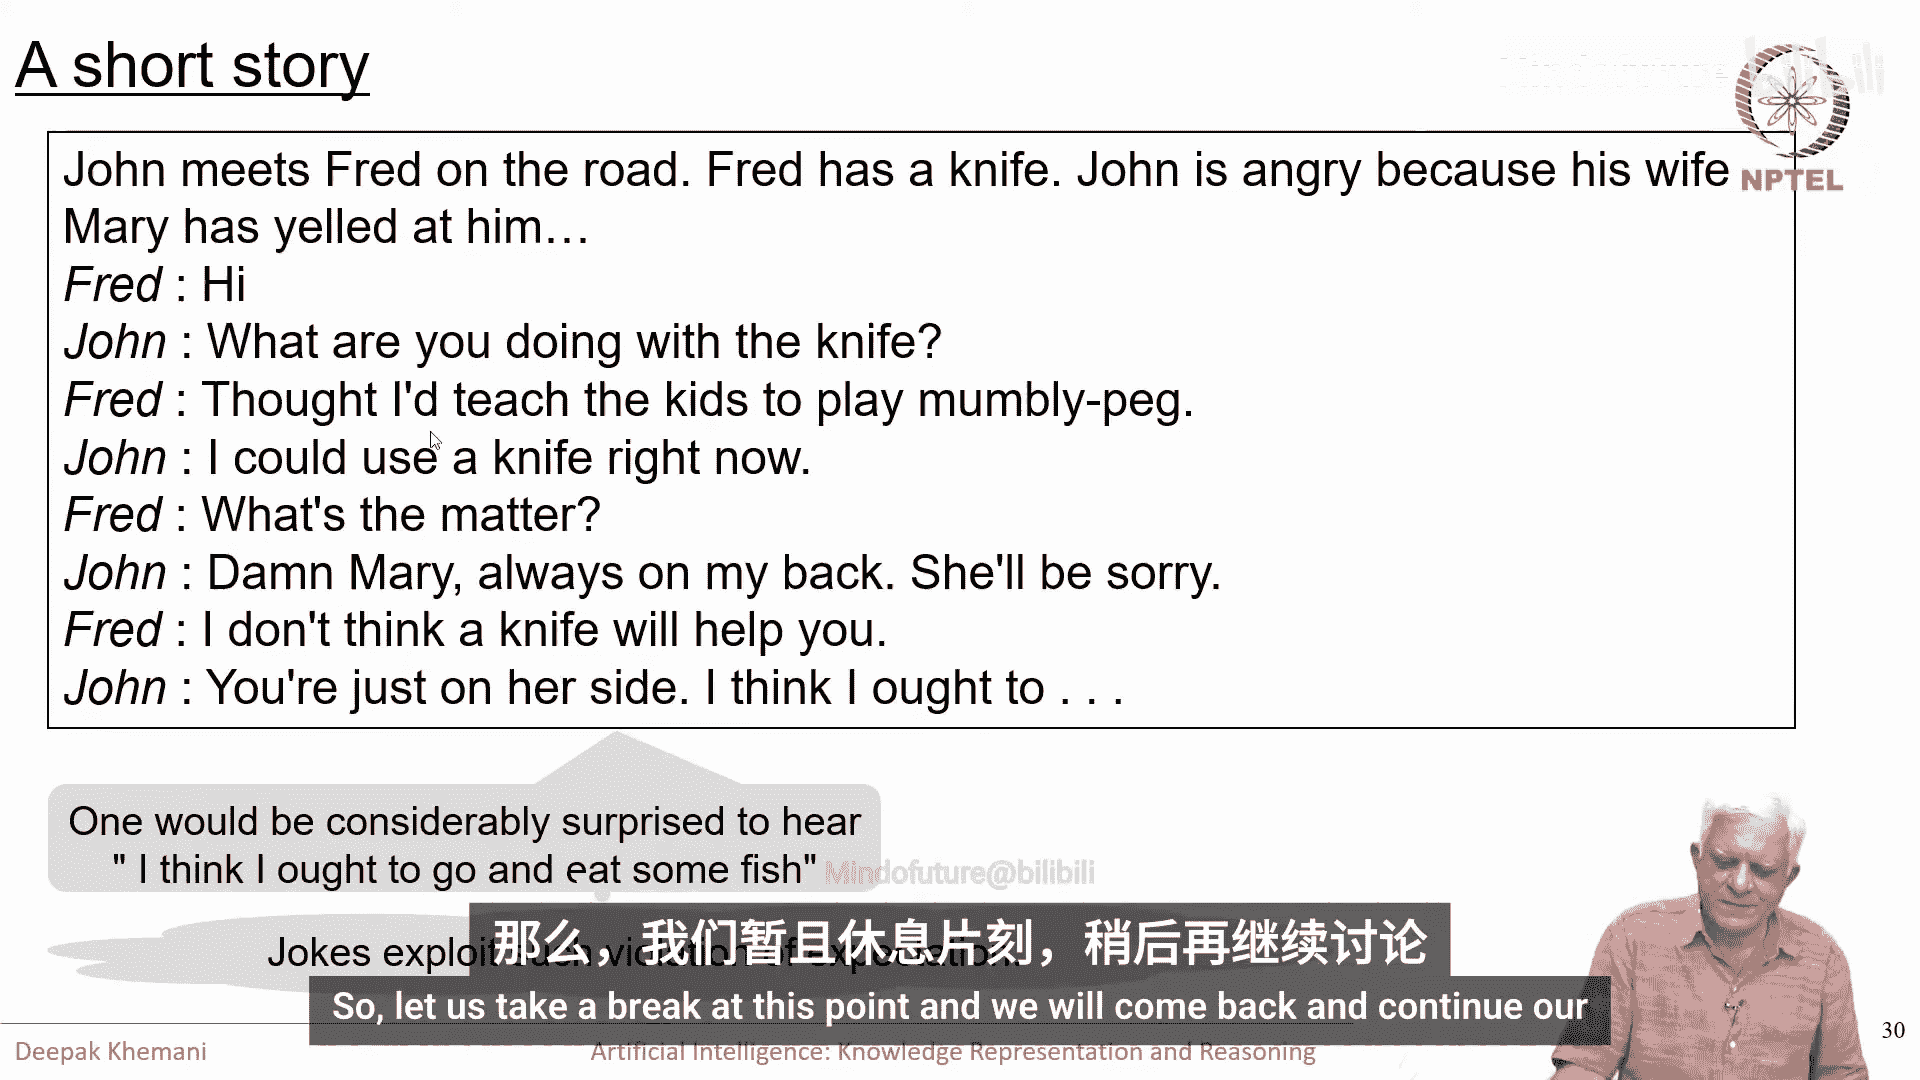 A short story
NPTEL
John meets Fred on the road. Fred has a knife. John is angry because his wife
Mary has yelled at him…
Fred : Hi
John : What are you doing with the knife?
Fred : Thought I'd teach the kids to play mumbly-peg.
John : I could use a knife right now.
Fred : What's the matter?
John : Damn Mary, always on my back. She'll be sorry.
Fred : I don't think a knife will help you.
John : You're just on her side. I think I ought to . . .
One would be considerably surprised to hear
" I think I ought to go and eat some fish"
Mindofuture@bilibili
Jokes exploit such violation of expectation.
那么，我们暂且休息片刻，稍后再继续讨论
So, let us take a break at this point and we will come back and continue our
Deepak Khemani
Artificial Intelligence: Knowledge Representation and Reasoning
30